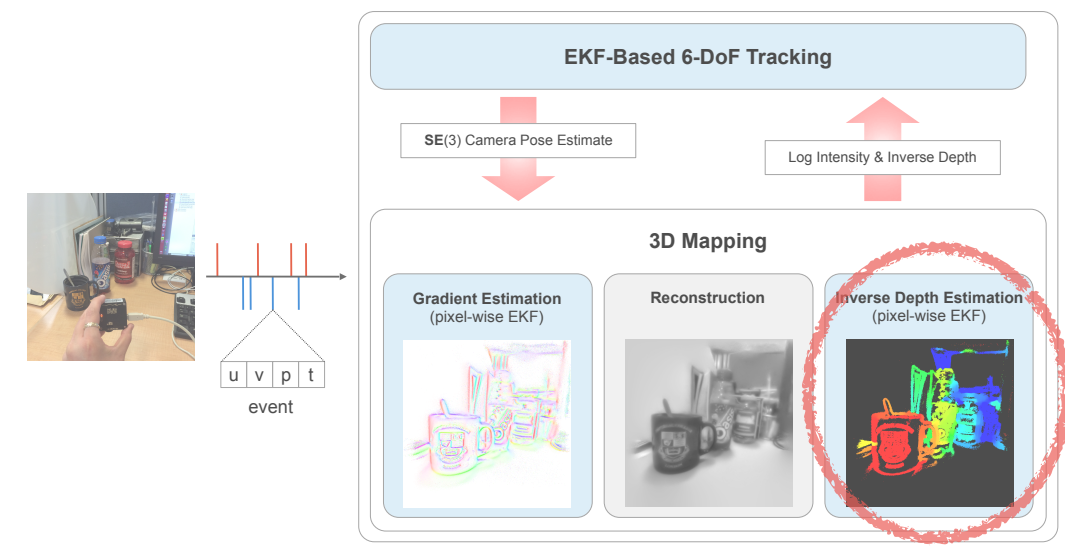 EKF-Based 6-DoF Tracking
SE(3) Camera Pose Estimate
Log Intensity & Inverse Depth
3D Mapping
Gradient Estimation
(pixel-wise EKF)
Reconstruction
Inverse Depth Estimation
(pixel-wise EKF)
u v p t
event